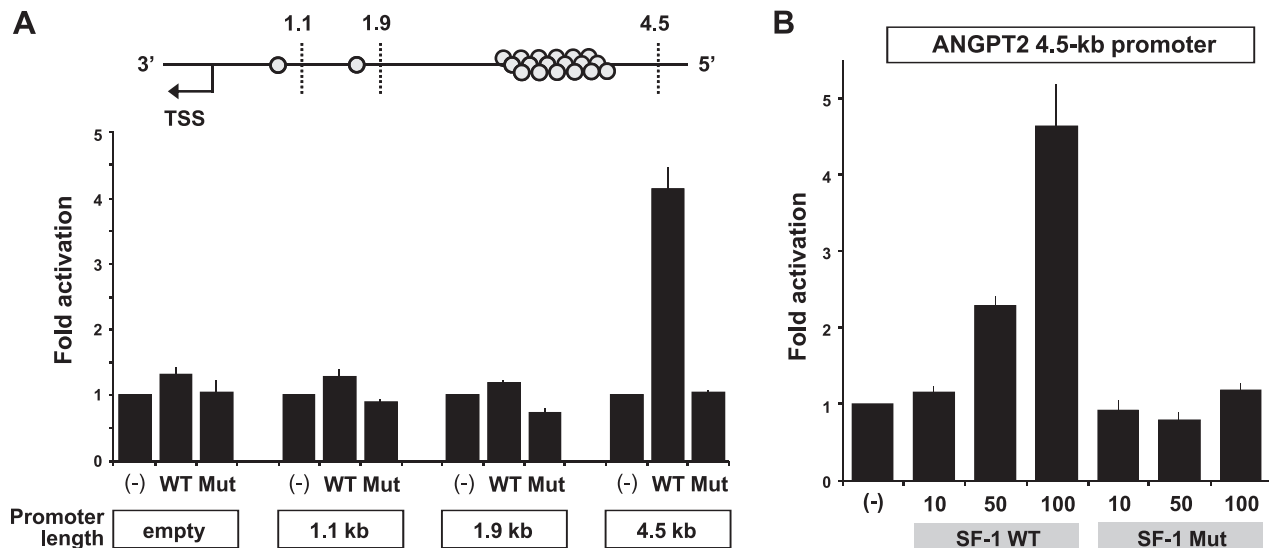 A
1.1 1.9 4.5
3’ 5’
TSS
Fold activation
5
4
3
2
1
0
(-) WT Mut (-) WT Mut (-) WT Mut (-) WT Mut
Promoter length
empty 1.1 kb 1.9 kb 4.5 kb
B
ANGPT2 4.5-kb promoter
Fold activation
5
4
3
2
1
0
(-) 10 50 100 10 50 100
SF-1 WT SF-1 Mut